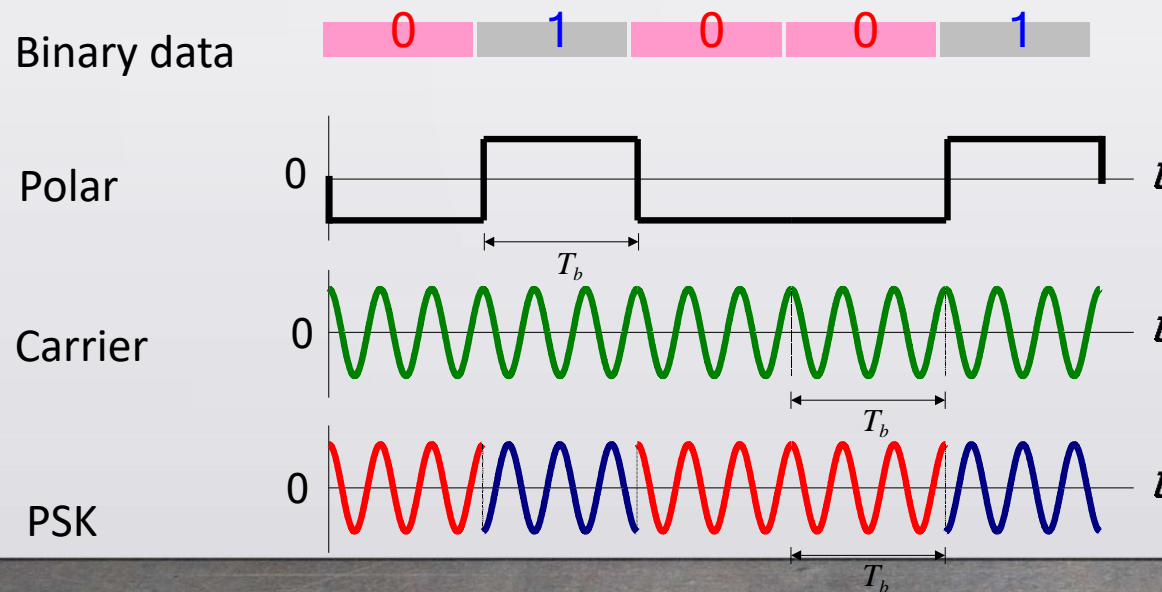 Binary data 0 1 0 0 1
Polar 0 t
T_b
Carrier 0 t
T_b
PSK 0 t
T_b